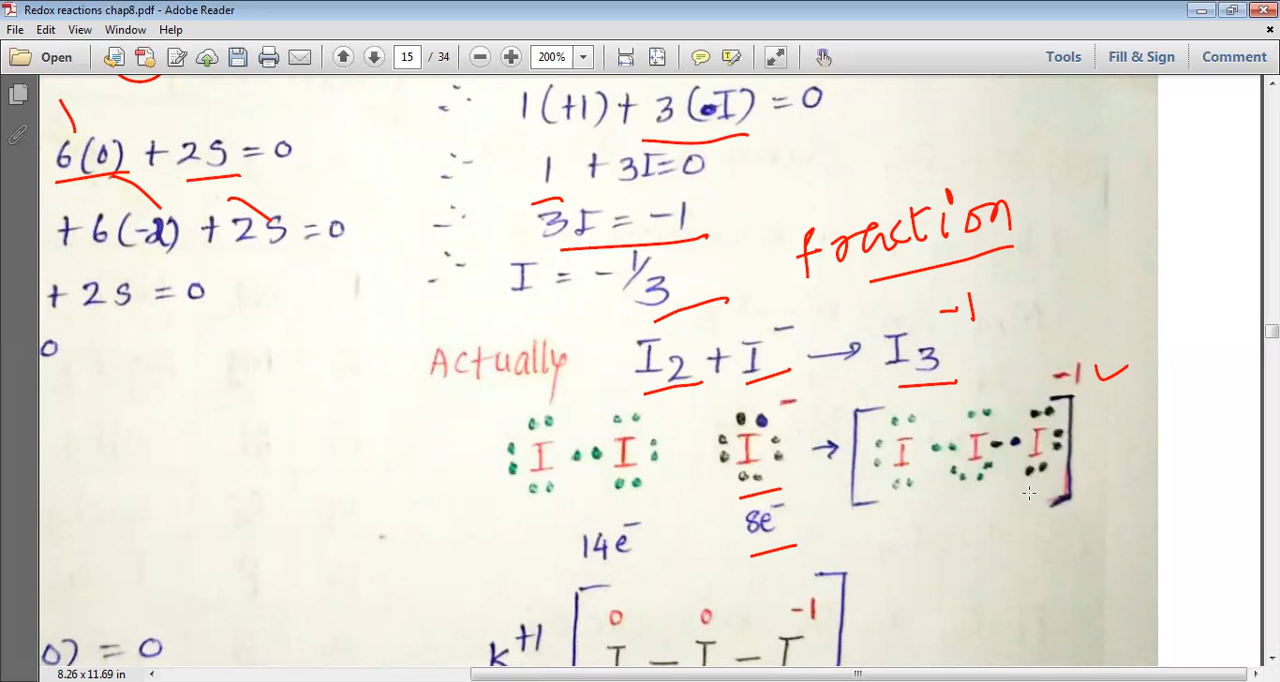 Redox reactions chap8.pdf - Adobe Reader
File Edit View Window Help
Open 15 / 34 200% Tools Fill & Sign Comment
6(0) + 2S = 0
+ 6(-2) + 2S = 0
+ 2S = 0
0
0) = 0
∴ 1(+1) + 3(I) = 0
∴ 1 + 3I = 0
∴ 3I = -1
∴ I = -1/3
fraction
Actually I2 + I⁻ → I3 -1
I I I - → [ I I I ] -1
14e⁻ 8e⁻
K+1 [ 0 0 -1
I - I - I
8.26 x 11.69 in